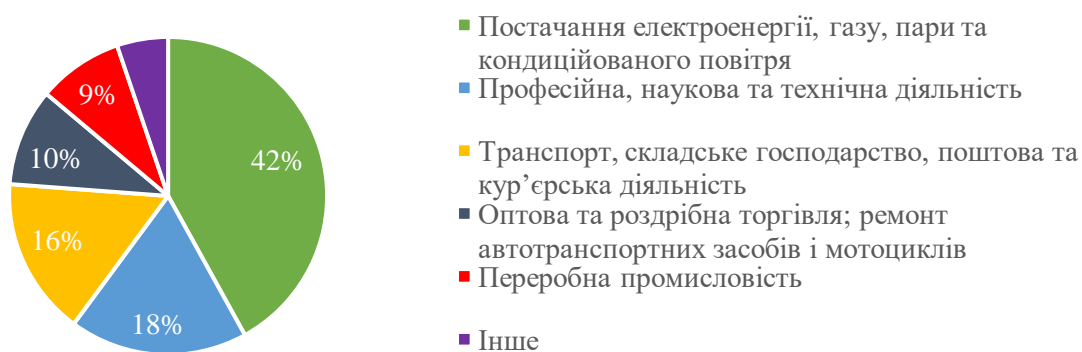 Постачання електроенергії, газу, пари та
кондиційованого повітря
Професійна, наукова та технічна діяльність
Транспорт, складське господарство, поштова та
кур’єрська діяльність
Оптова та роздрібна торгівля; ремонт
автотранспортних засобів і мотоциклів
Переробна промисловість
Інше
9%
10%
42%
16%
18%